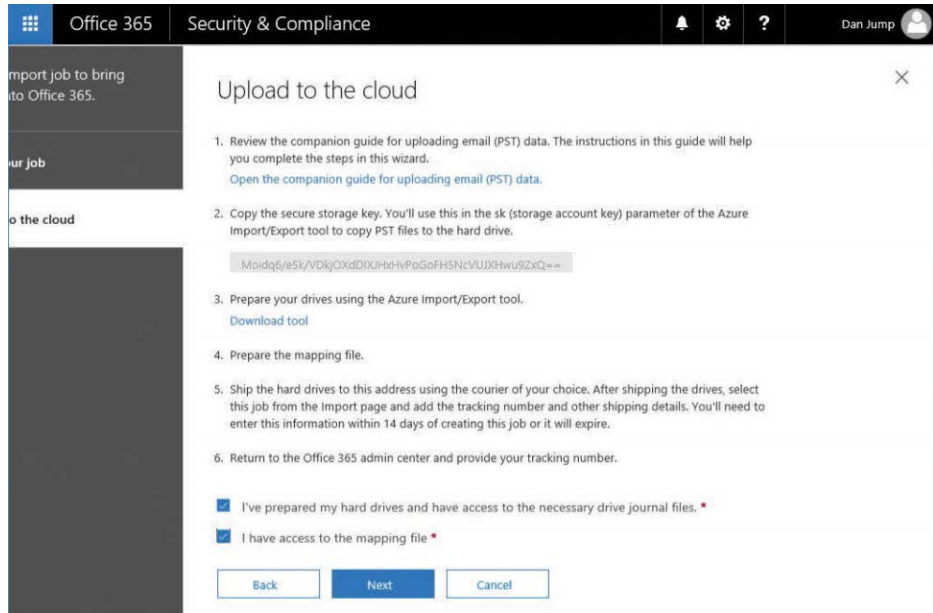 Office 365
Security & Compliance
?
Dan Jump
mport job to bring
nto Office 365.
ur job
o the cloud
Upload to the cloud
1. Review the companion guide for uploading email (PST) data. The instructions in this guide will help
you complete the steps in this wizard.
Open the companion guide for uploading email (PST) data.
2. Copy the secure storage key. You'll use this in the sk (storage account key) parameter of the Azure
Import/Export tool to copy PST files to the hard drive.
3. Prepare your drives using the Azure Import/Export tool.
Download tool
4. Prepare the mapping file.
5. Ship the hard drives to this address using the courier of your choice. After shipping the drives, select
this job from the Import page and add the tracking number and other shipping details. You'll need to
enter this information within 14 days of creating this job or it will expire.
6. Return to the Office 365 admin center and provide your tracking number.
I've prepared my hard drives and have access to the necessary drive journal files. *
I have access to the mapping file *
Back
Next
Cancel